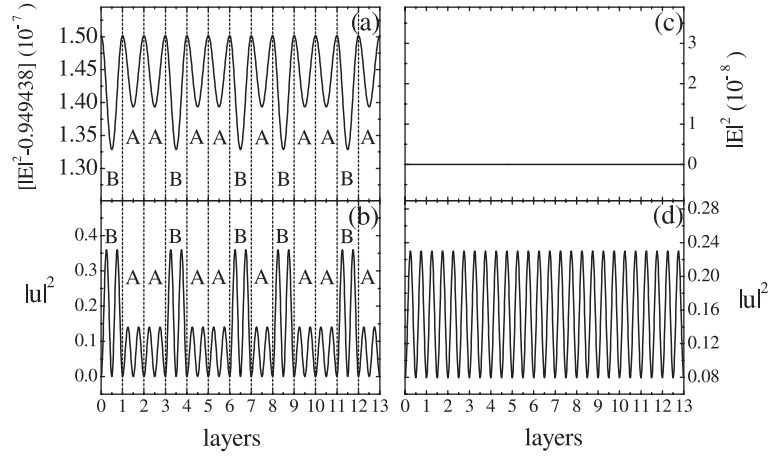 (a)
[|E|²-0.949438] (10⁻⁷)
1.50
1.45
1.40
1.35
1.30
A A A A A A A A
B B B B B
(c)
3
2
1
0
|E|² (10⁻⁸)
(b)
|u|²
0.4
0.3
0.2
0.1
0.0
B B B B B
A A A A A A A A
0 1 2 3 4 5 6 7 8 9 10 11 12 13
layers
(d)
0.28
0.24
0.20
0.16
0.12
0.08
|u|²
0 1 2 3 4 5 6 7 8 9 10 11 12 13
layers